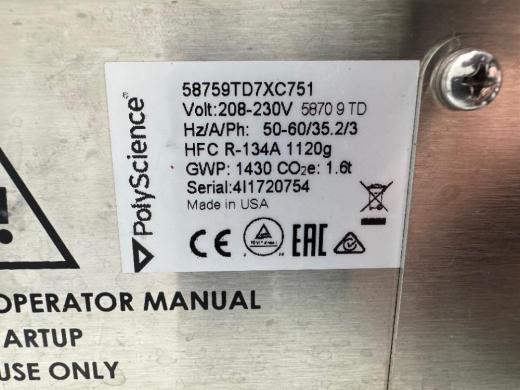 PolyScience®
58759TD7XC751
Volt:208-230V 5870 9 TD
Hz/A/Ph: 50-60/35.2/3
HFC R-134A 1120g
GWP: 1430 CO₂e: 1.6t
Serial:4I1720754
Made in USA
CE
EAC
OPERATOR MANUAL
ARTUP
USE ONLY